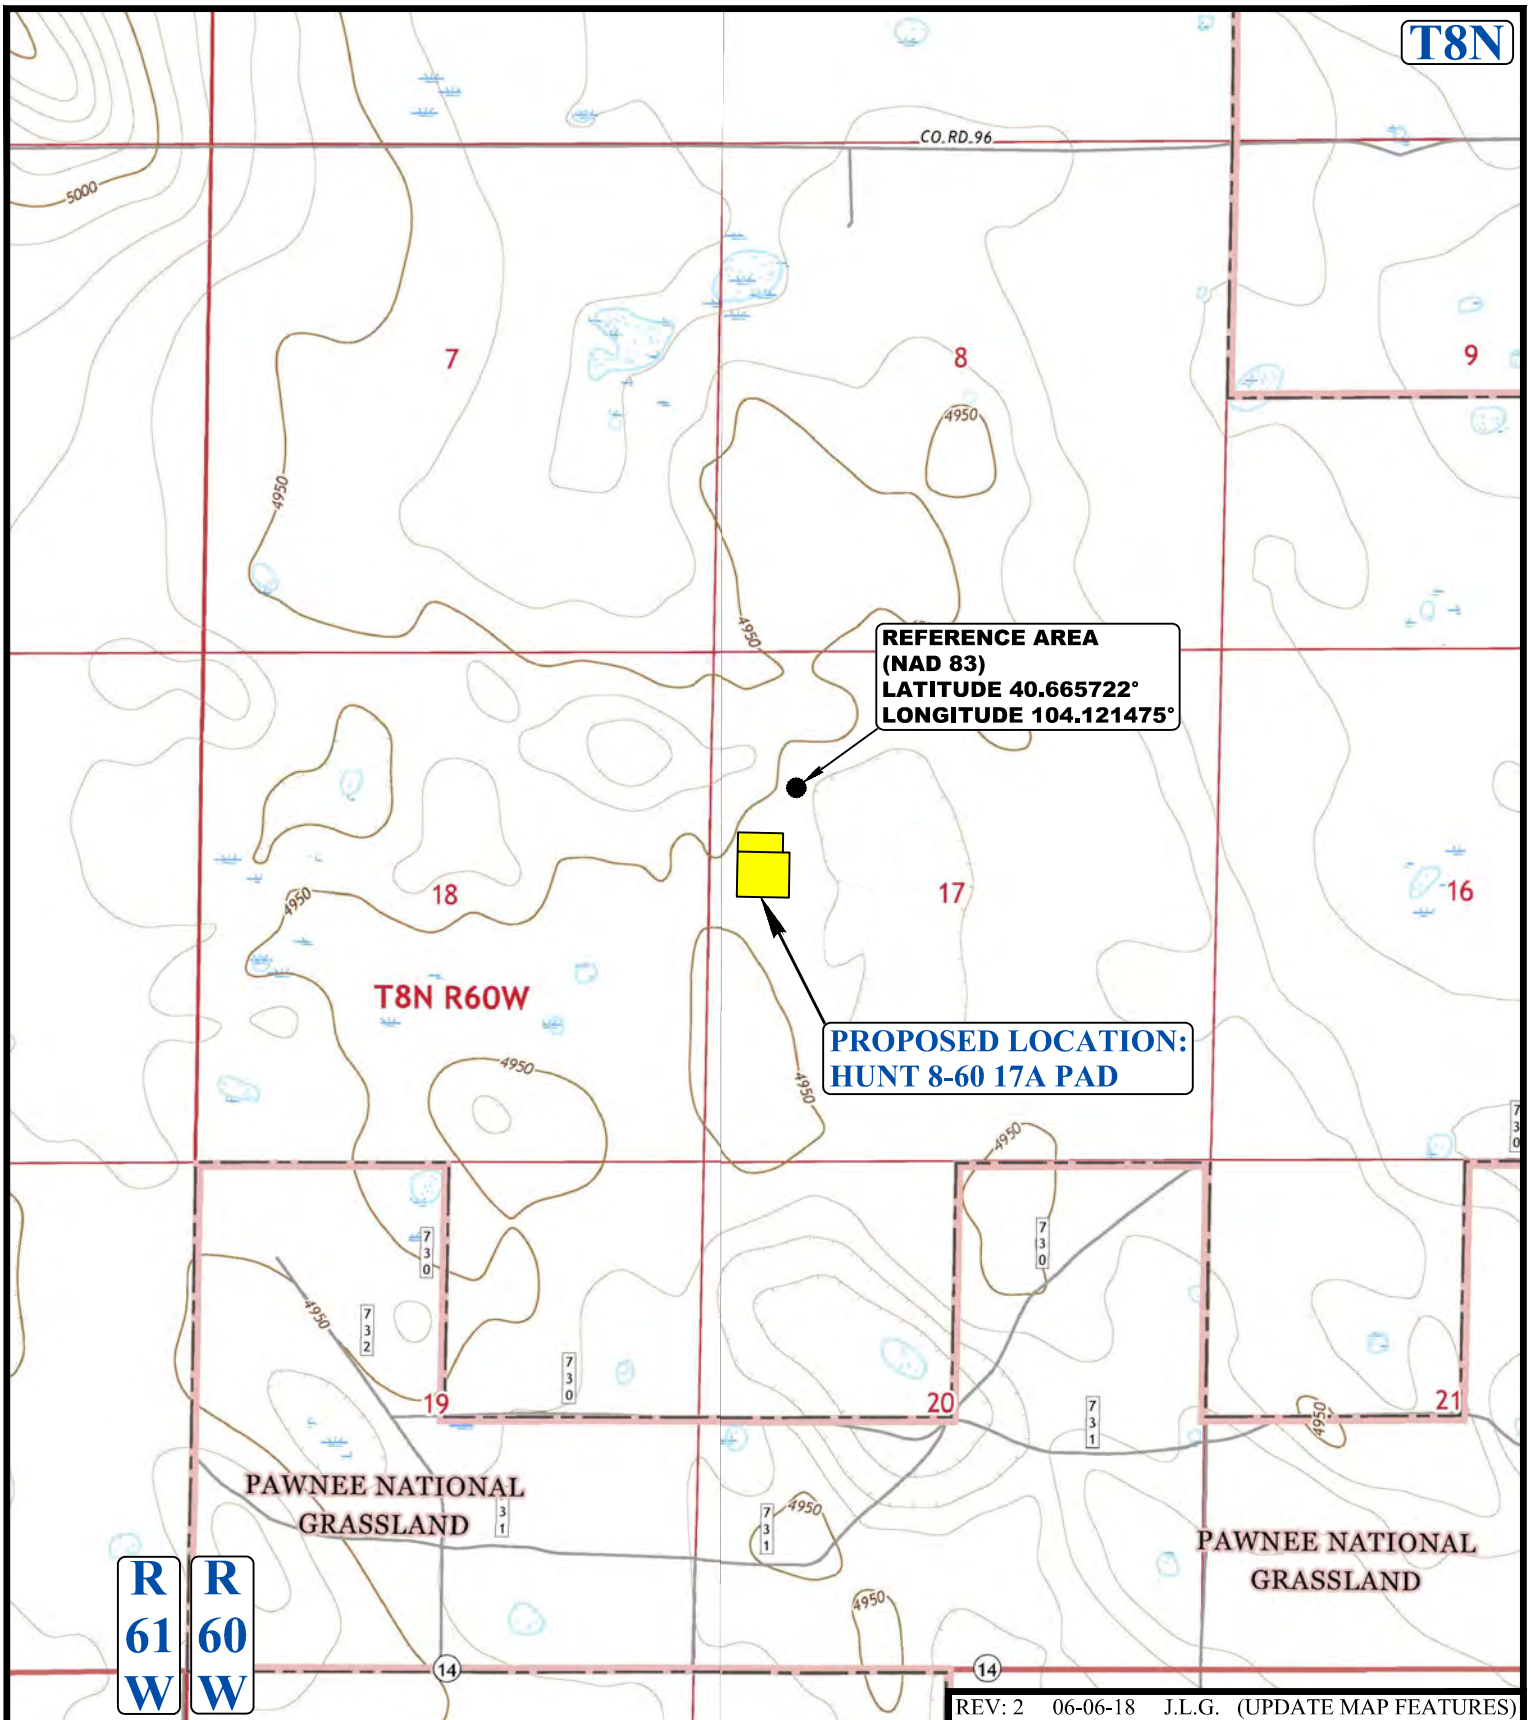 T8N
CO. RD. 96
5000
7
8
9
4950
4950
4950
REFERENCE AREA
(NAD 83)
LATITUDE 40.665722°
LONGITUDE 104.121475°
18
17
16
4950
T8N R60W
PROPOSED LOCATION:
HUNT 8-60 17A PAD
4950
4950
4950
730
730
730
4950
732
730
19
20
21
731
4950
PAWNEE NATIONAL
GRASSLAND
31
4950
731
PAWNEE NATIONAL
GRASSLAND
R
61
W
R
60
W
4950
14
14
REV: 2 06-06-18 J.L.G. (UPDATE MAP FEATURES)